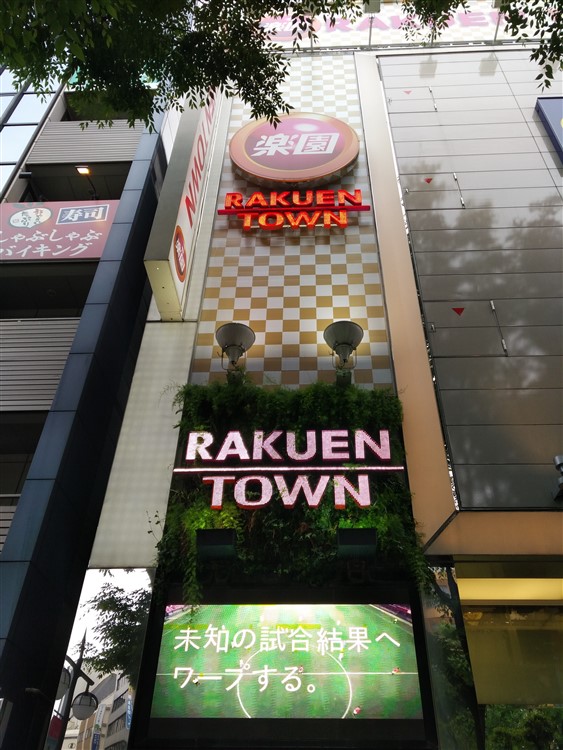 楽園
RAKUEN
TOWN
寿司
しゃぶしゃぶ
バイキング
RAKUEN
TOWN
未知の試合結果へ
ワープする。